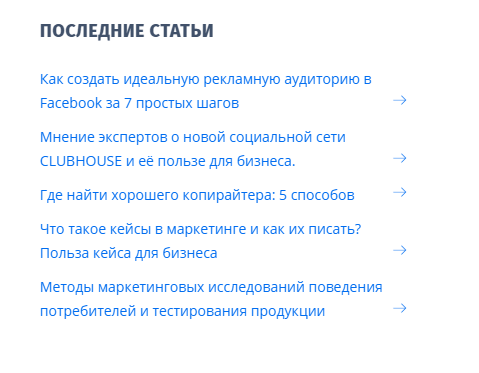 ПОСЛЕДНИЕ СТАТЬИ
Как создать идеальную рекламную аудиторию в
Facebook за 7 простых шагов
Мнение экспертов о новой социальной сети
CLUBHOUSE и её пользе для бизнеса.
Где найти хорошего копирайтера: 5 способов
Что такое кейсы в маркетинге и как их писать?
Польза кейса для бизнеса
Методы маркетинговых исследований поведения
потребителей и тестирования продукции